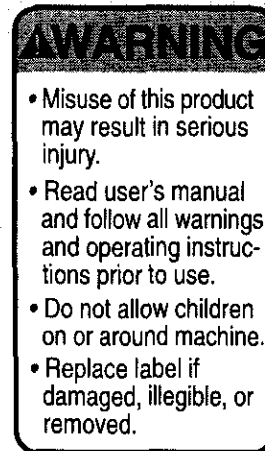 ⚠WARNING
• Misuse of this product
may result in serious
injury.
• Read user's manual
and follow all warnings
and operating instruc-
tions prior to use.
• Do not allow children
on or around machine.
• Replace label if
damaged, illegible, or
removed.